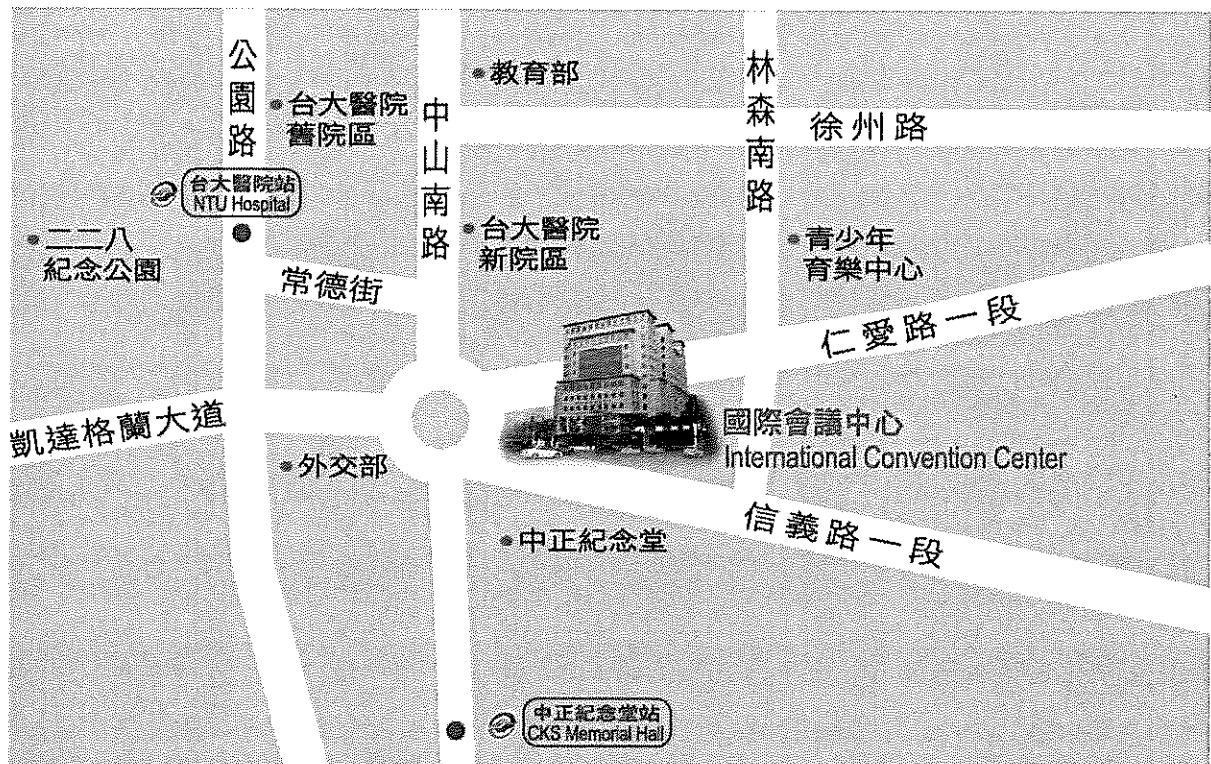 公園路
教育部
林森南路
台大醫院
舊院區
中山南路
徐州路
台大醫院站
NTU Hospital
二二八
紀念公園
台大醫院
新院區
青少年
育樂中心
常德街
仁愛路一段
凱達格蘭大道
國際會議中心
International Convention Center
外交部
信義路一段
中正紀念堂
中正紀念堂站
CKS Memorial Hall